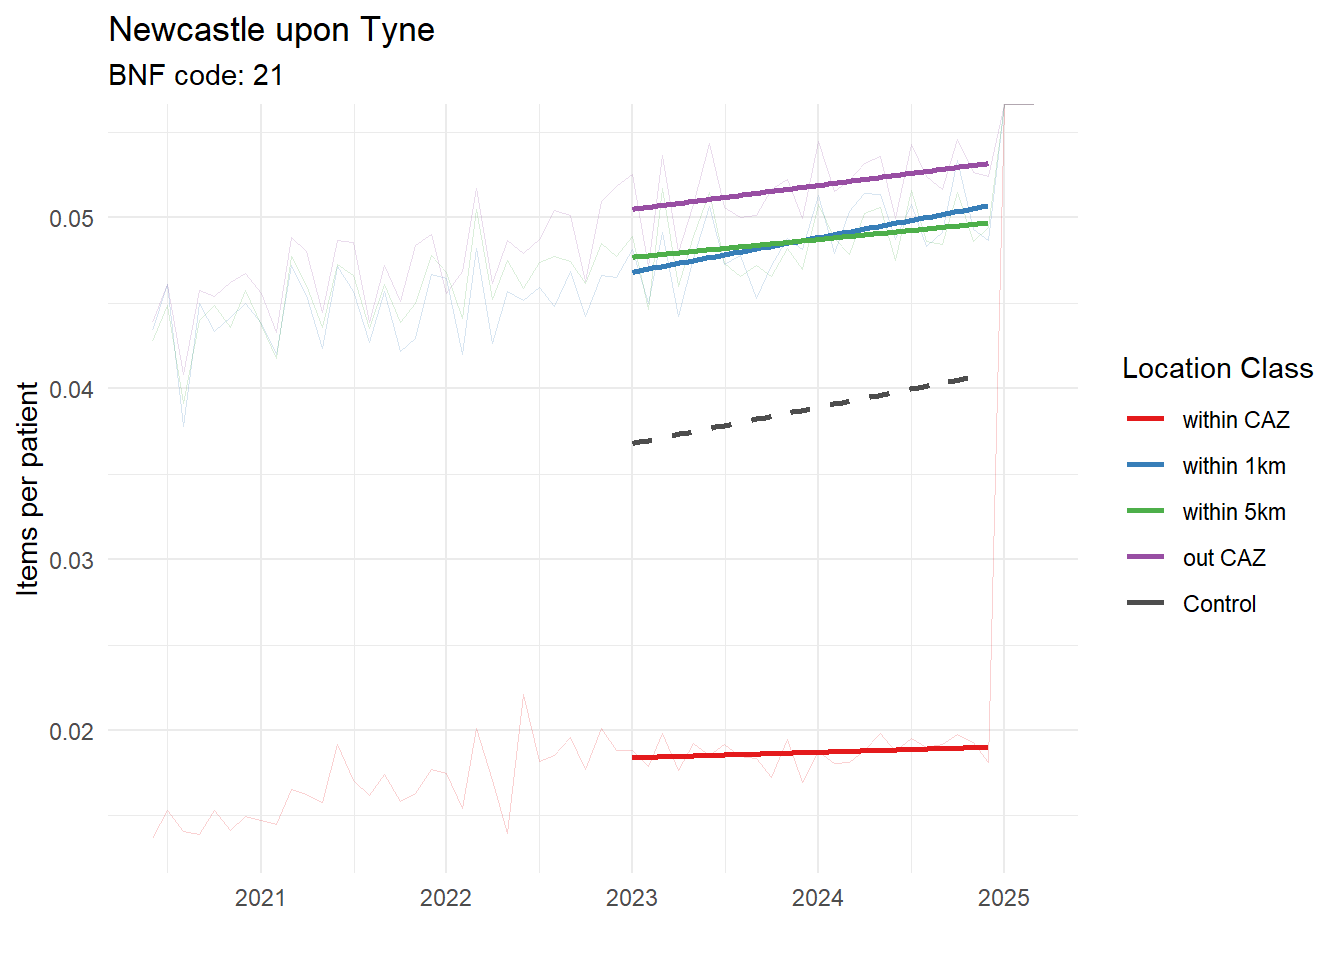 Newcastle upon Tyne
BNF code: 21
Items per patient
0.05
0.04
0.03
0.02
2021
2022
2023
2024
2025
Location Class
within CAZ
within 1km
within 5km
out CAZ
Control